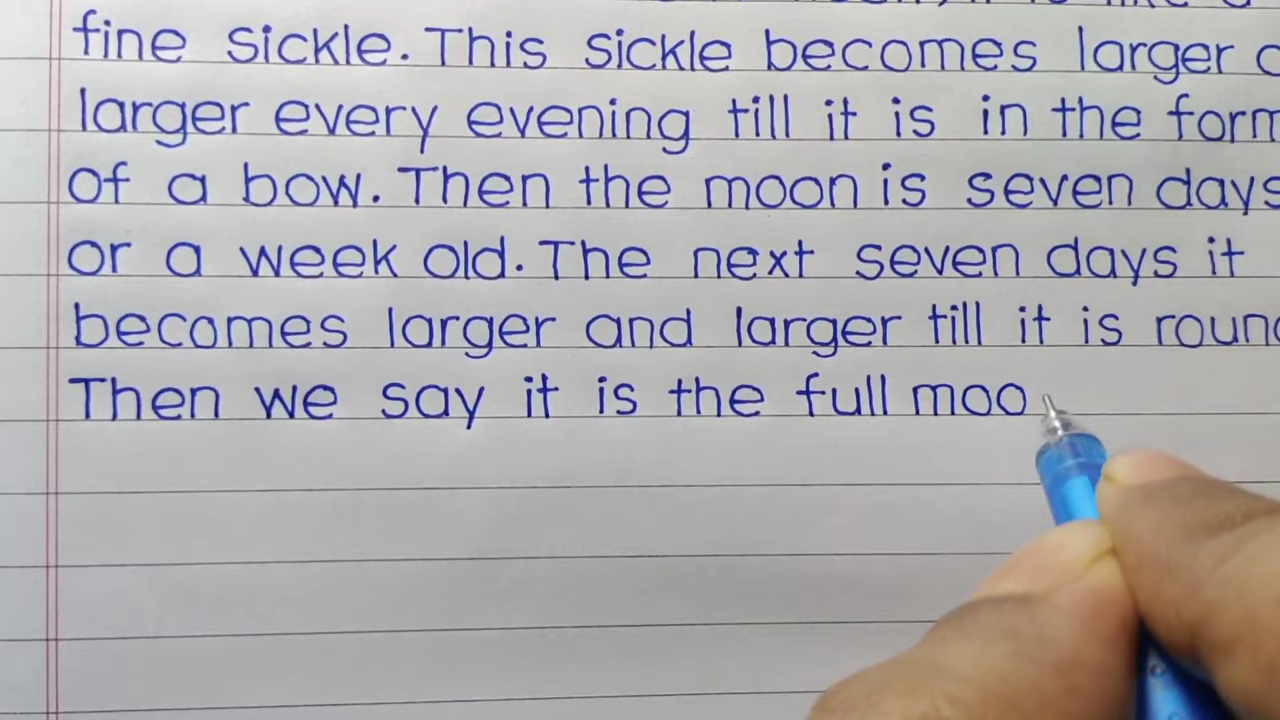 fine sickle. This sickle becomes larger
larger every evening till it is in the form
of a bow. Then the moon is seven days
or a week old. The next seven days it
becomes larger and larger till it is round
Then we say it is the full moo